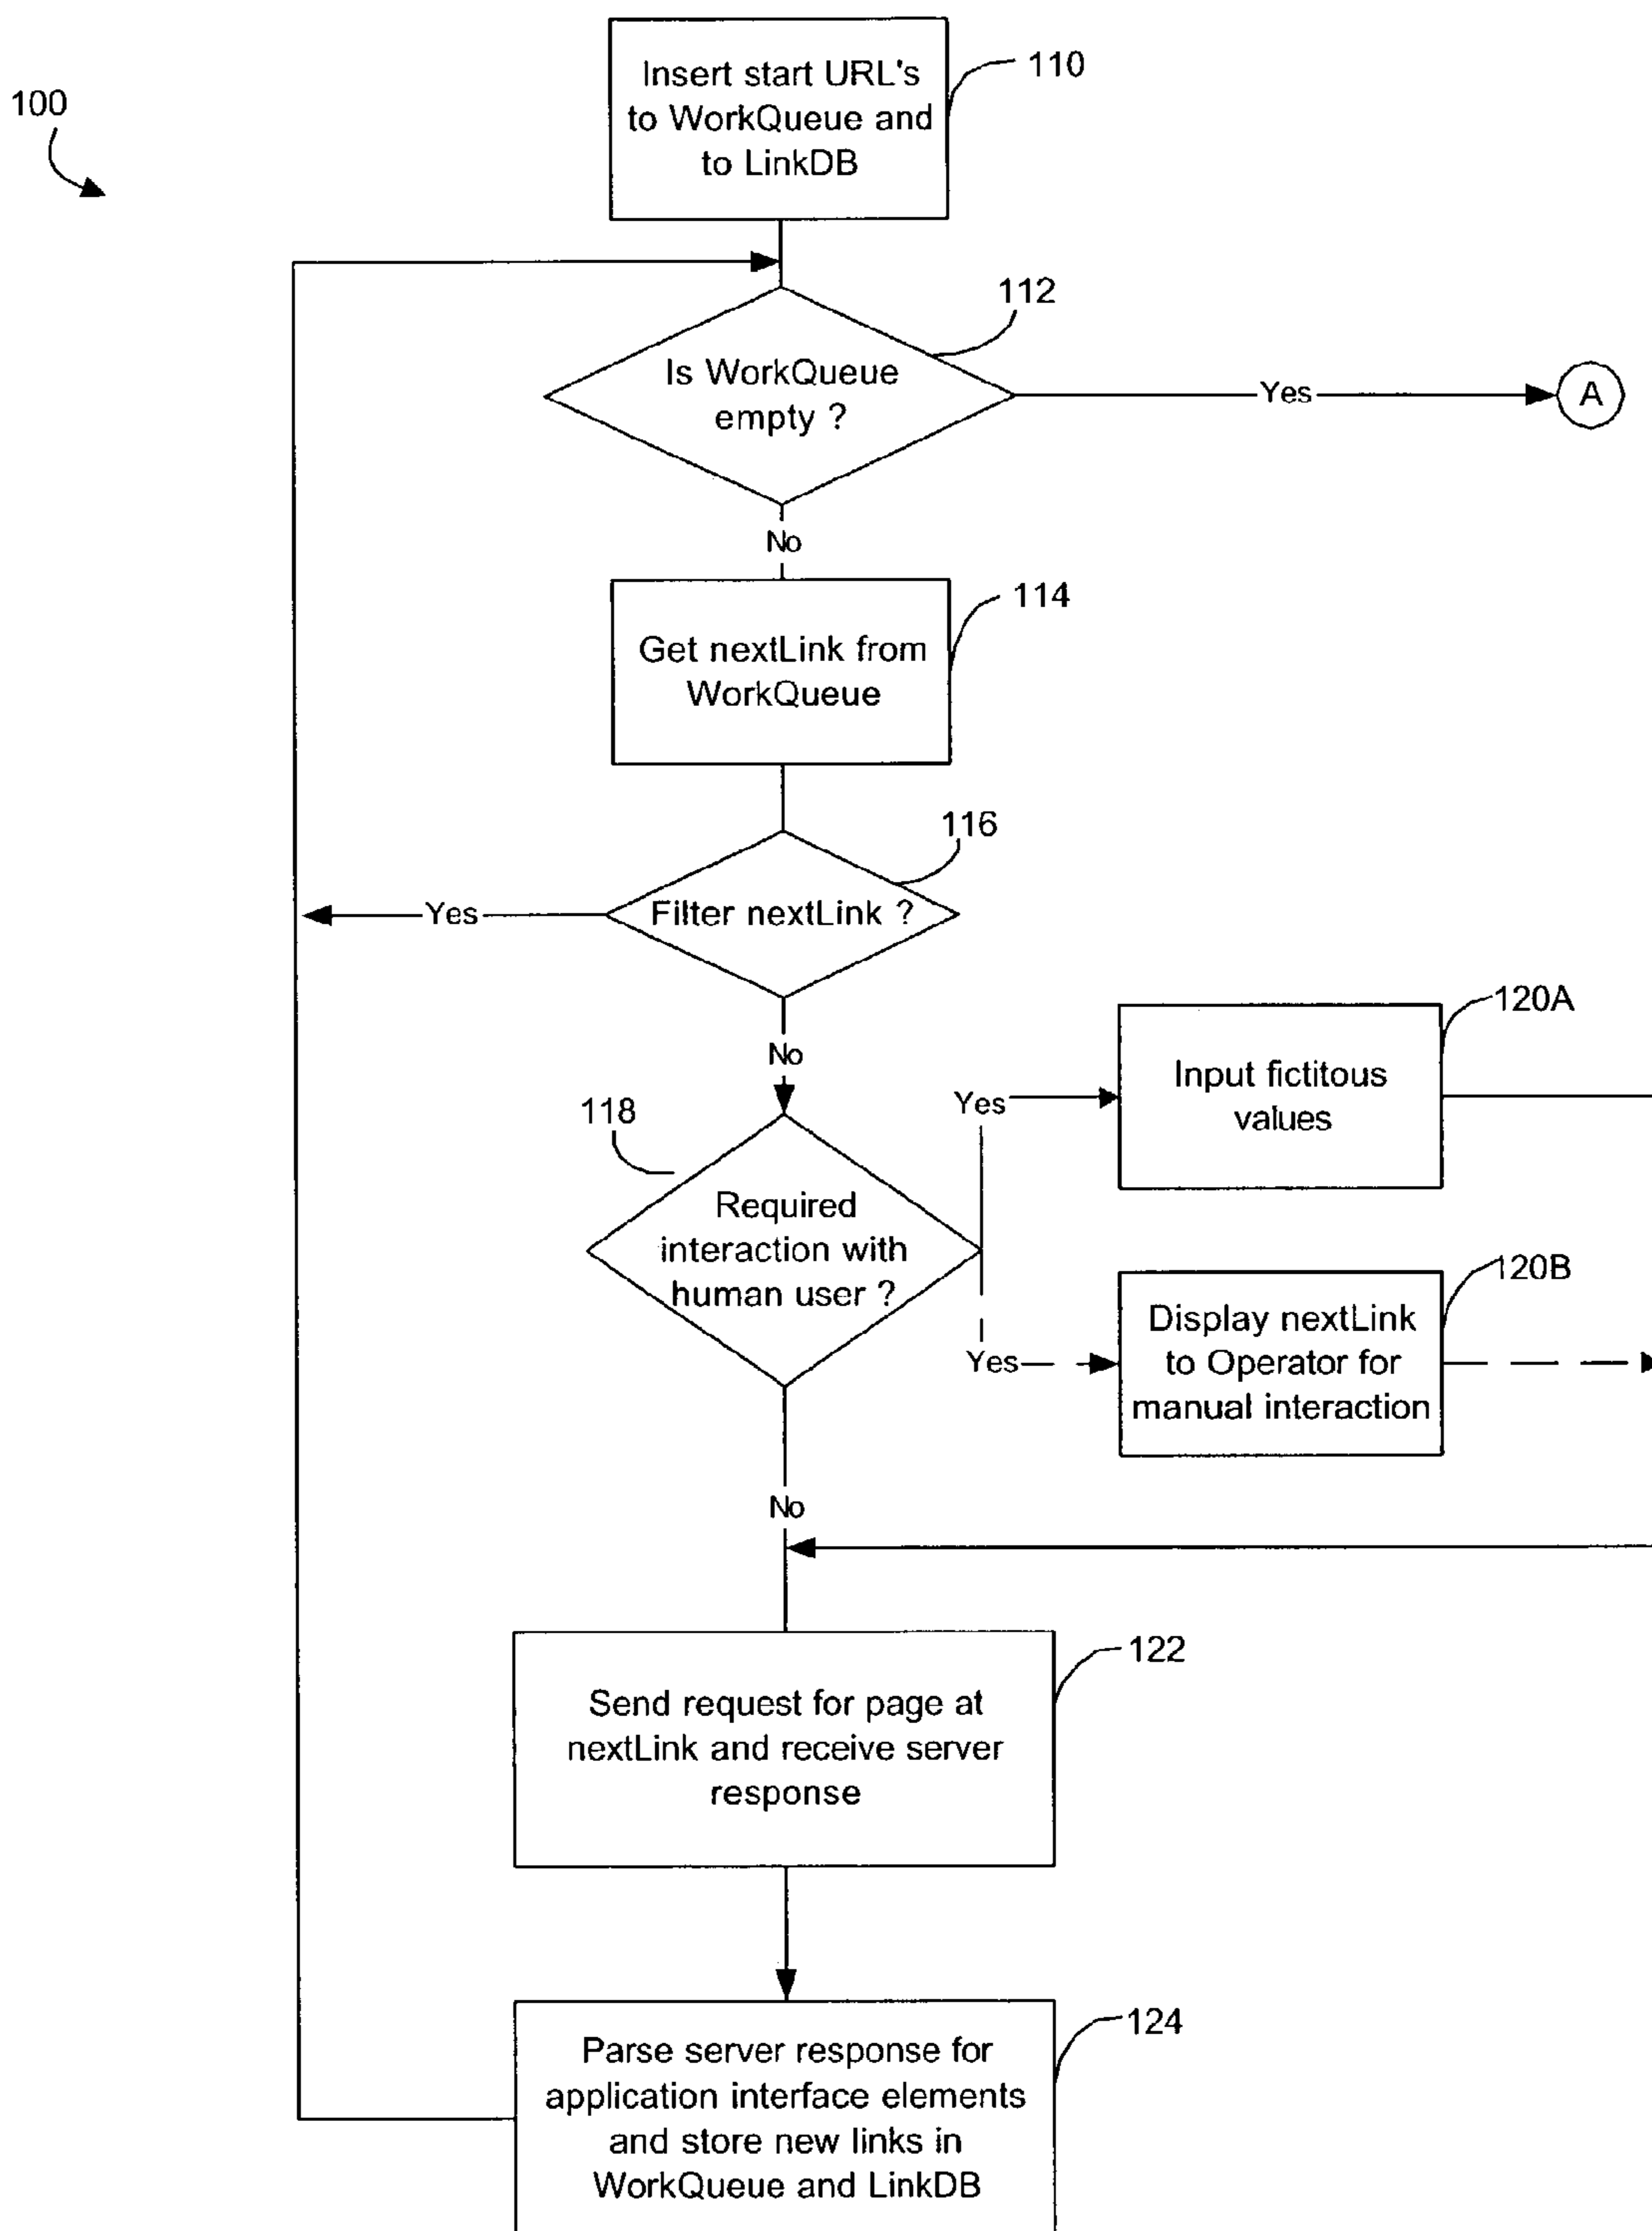 100
Insert start URL's
to WorkQueue and
to LinkDB
110
112
Is WorkQueue
empty ?
Yes
A
No
114
Get nextLink from
WorkQueue
116
Filter nextLink ?
Yes
No
120A
Input fictitous
values
Yes
118
Required
interaction with
human user ?
120B
Display nextLink
to Operator for
manual interaction
Yes
No
122
Send request for page at
nextLink and receive server
response
124
Parse server response for
application interface elements
and store new links in
WorkQueue and LinkDB